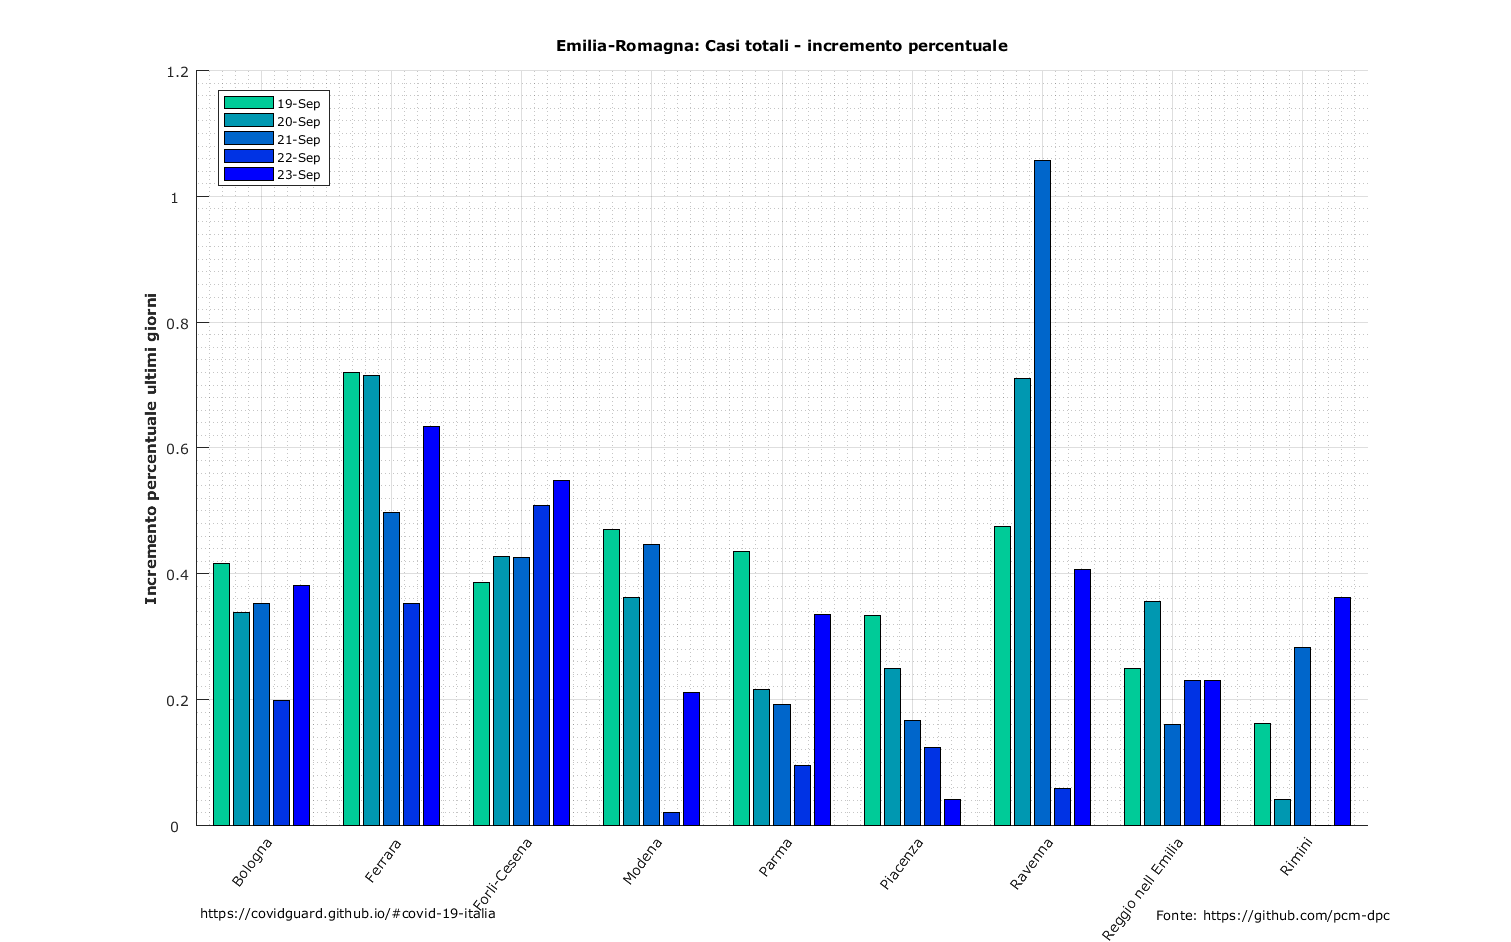 Emilia-Romagna: Casi totali - incremento percentuale
1.2
1
0.8
0.6
0.4
0.2
0
Incremento percentuale ultimi giorni
19-Sep
20-Sep
21-Sep
22-Sep
23-Sep
Bologna
Ferrara
Forlì-Cesena
Modena
Parma
Piacenza
Ravenna
Reggio nell Emilia
Rimini
https://covidguard.github.io/#covid-19-italia
Fonte: https://github.com/pcm-dpc